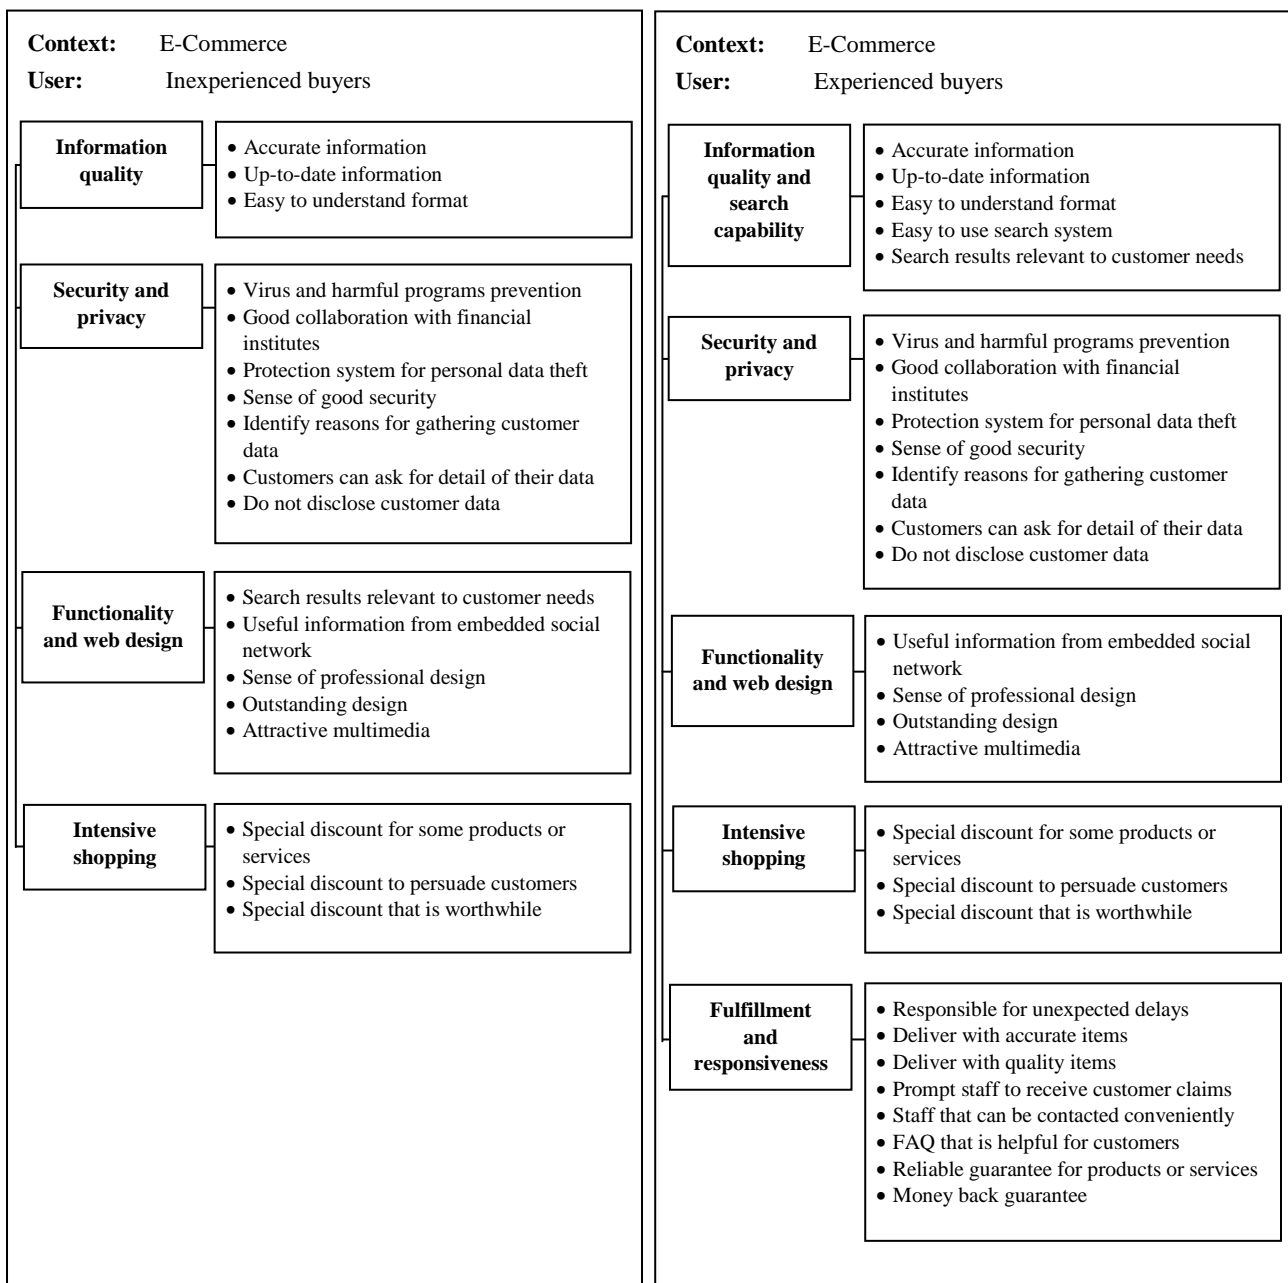 Context: E-Commerce
User: Inexperienced buyers
Information
quality
• Accurate information
• Up-to-date information
• Easy to understand format
Security and
privacy
• Virus and harmful programs prevention
• Good collaboration with financial
institutes
• Protection system for personal data theft
• Sense of good security
• Identify reasons for gathering customer
data
• Customers can ask for detail of their data
• Do not disclose customer data
Functionality
and web design
• Search results relevant to customer needs
• Useful information from embedded social
network
• Sense of professional design
• Outstanding design
• Attractive multimedia
Intensive
shopping
• Special discount for some products or
services
• Special discount to persuade customers
• Special discount that is worthwhile
Context: E-Commerce
User: Experienced buyers
Information
quality and
search
capability
• Accurate information
• Up-to-date information
• Easy to understand format
• Easy to use search system
• Search results relevant to customer needs
Security and
privacy
• Virus and harmful programs prevention
• Good collaboration with financial
institutes
• Protection system for personal data theft
• Sense of good security
• Identify reasons for gathering customer
data
• Customers can ask for detail of their data
• Do not disclose customer data
Functionality
and web design
• Useful information from embedded social
network
• Sense of professional design
• Outstanding design
• Attractive multimedia
Intensive
shopping
• Special discount for some products or
services
• Special discount to persuade customers
• Special discount that is worthwhile
Fulfillment
and
responsiveness
• Responsible for unexpected delays
• Deliver with accurate items
• Deliver with quality items
• Prompt staff to receive customer claims
• Staff that can be contacted conveniently
• FAQ that is helpful for customers
• Reliable guarantee for products or services
• Money back guarantee